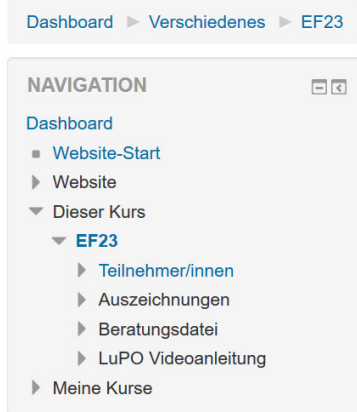 Dashboard ▶ Verschiedenes ▶ EF23
NAVIGATION
Dashboard
Website-Start
Website
Dieser Kurs
EF23
Teilnehmer/innen
Auszeichnungen
Beratungsdatei
LuPO Videoanleitung
Meine Kurse